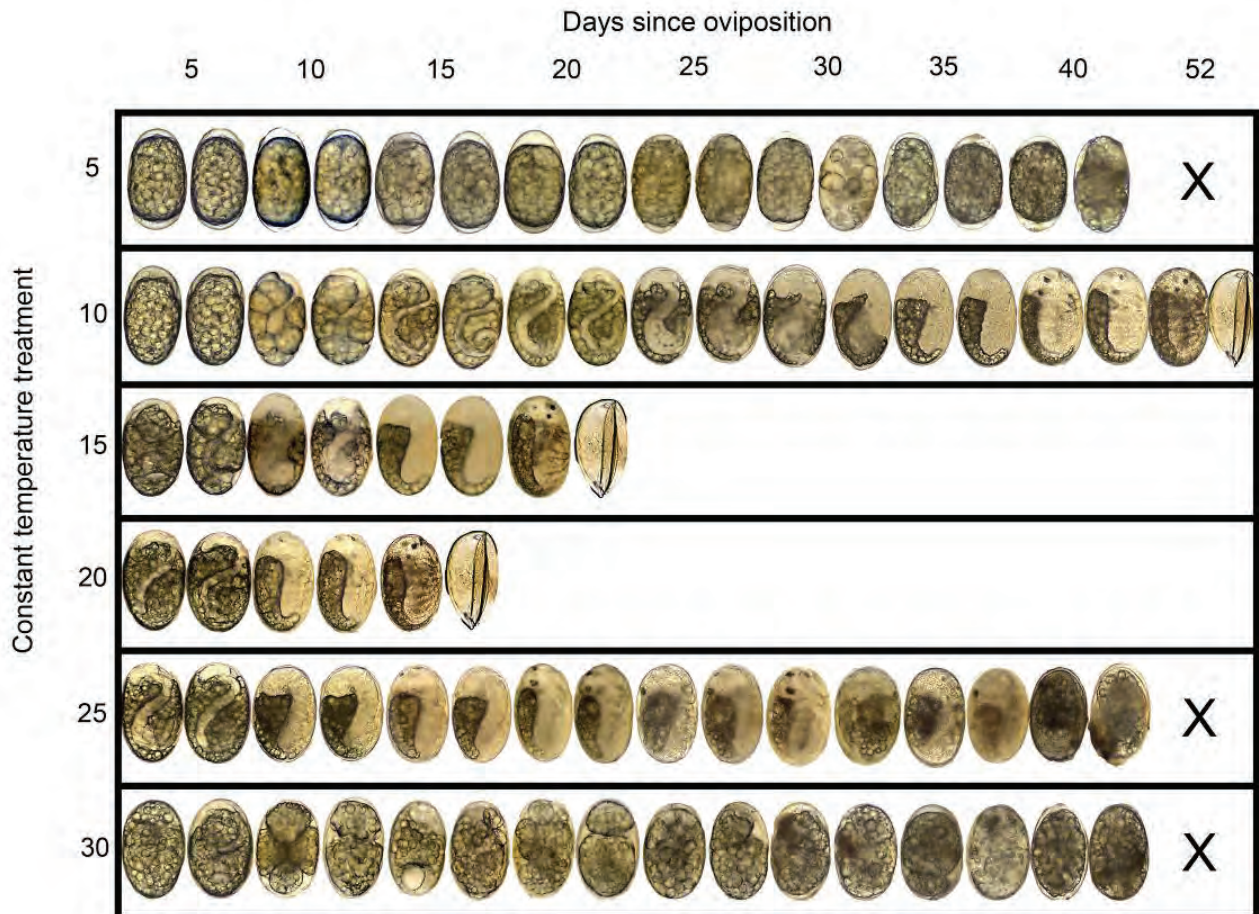 Days since oviposition
5 10 15 20 25 30 35 40 52
Constant temperature treatment
5 X
10
15
20
25 X
30 X